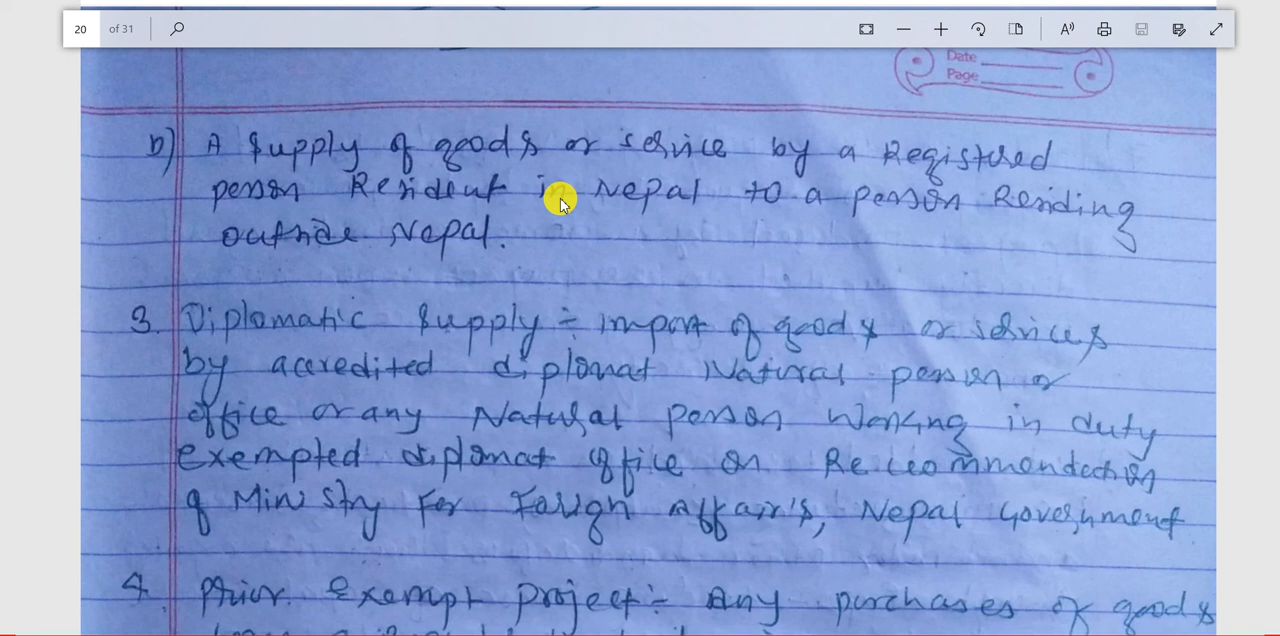 20 of 31
Date
Page
b) A supply of goods or service by a Registered
person Resident in Nepal to a person Residing
outside Nepal.
3. Diplomatic supply :- import of goods or services
by accredited diplomat Natural person or
office or any Natural person working in duty
exempted diplomat office on Recommendation
of Ministry For Foreign Affair's, Nepal Government
4. Prior Exempt project :- Any purchases of goods